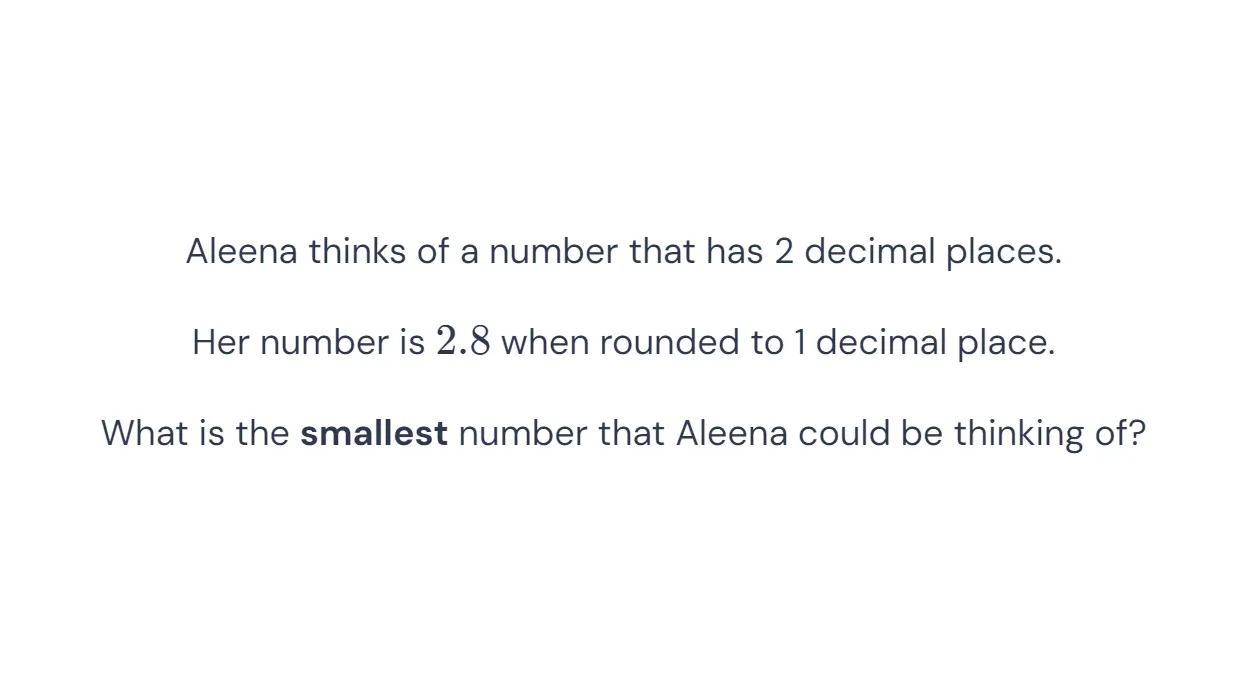 Aleena thinks of a number that has 2 decimal places.
Her number is 2.8 when rounded to 1 decimal place.
What is the smallest number that Aleena could be thinking of?